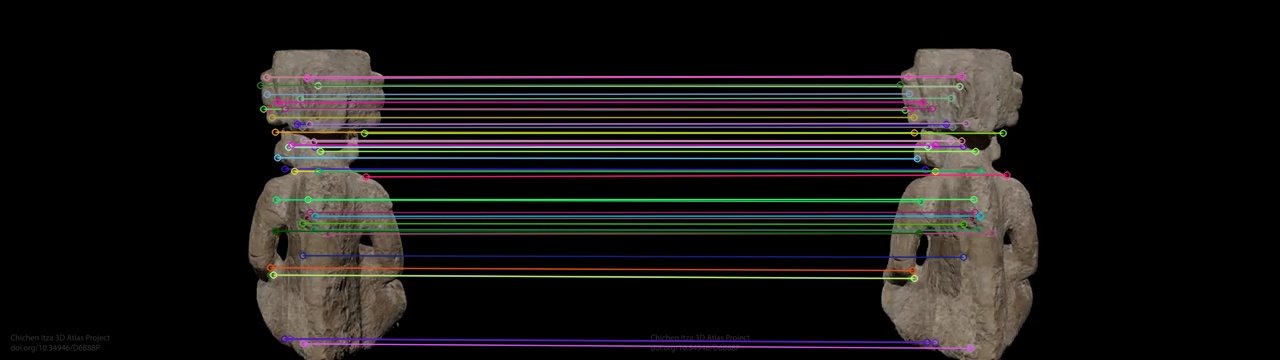 Chichen Itza 3D Atlas Project
doi.org/10.34946/D6888P
Chichen Itza 3D Atlas Project